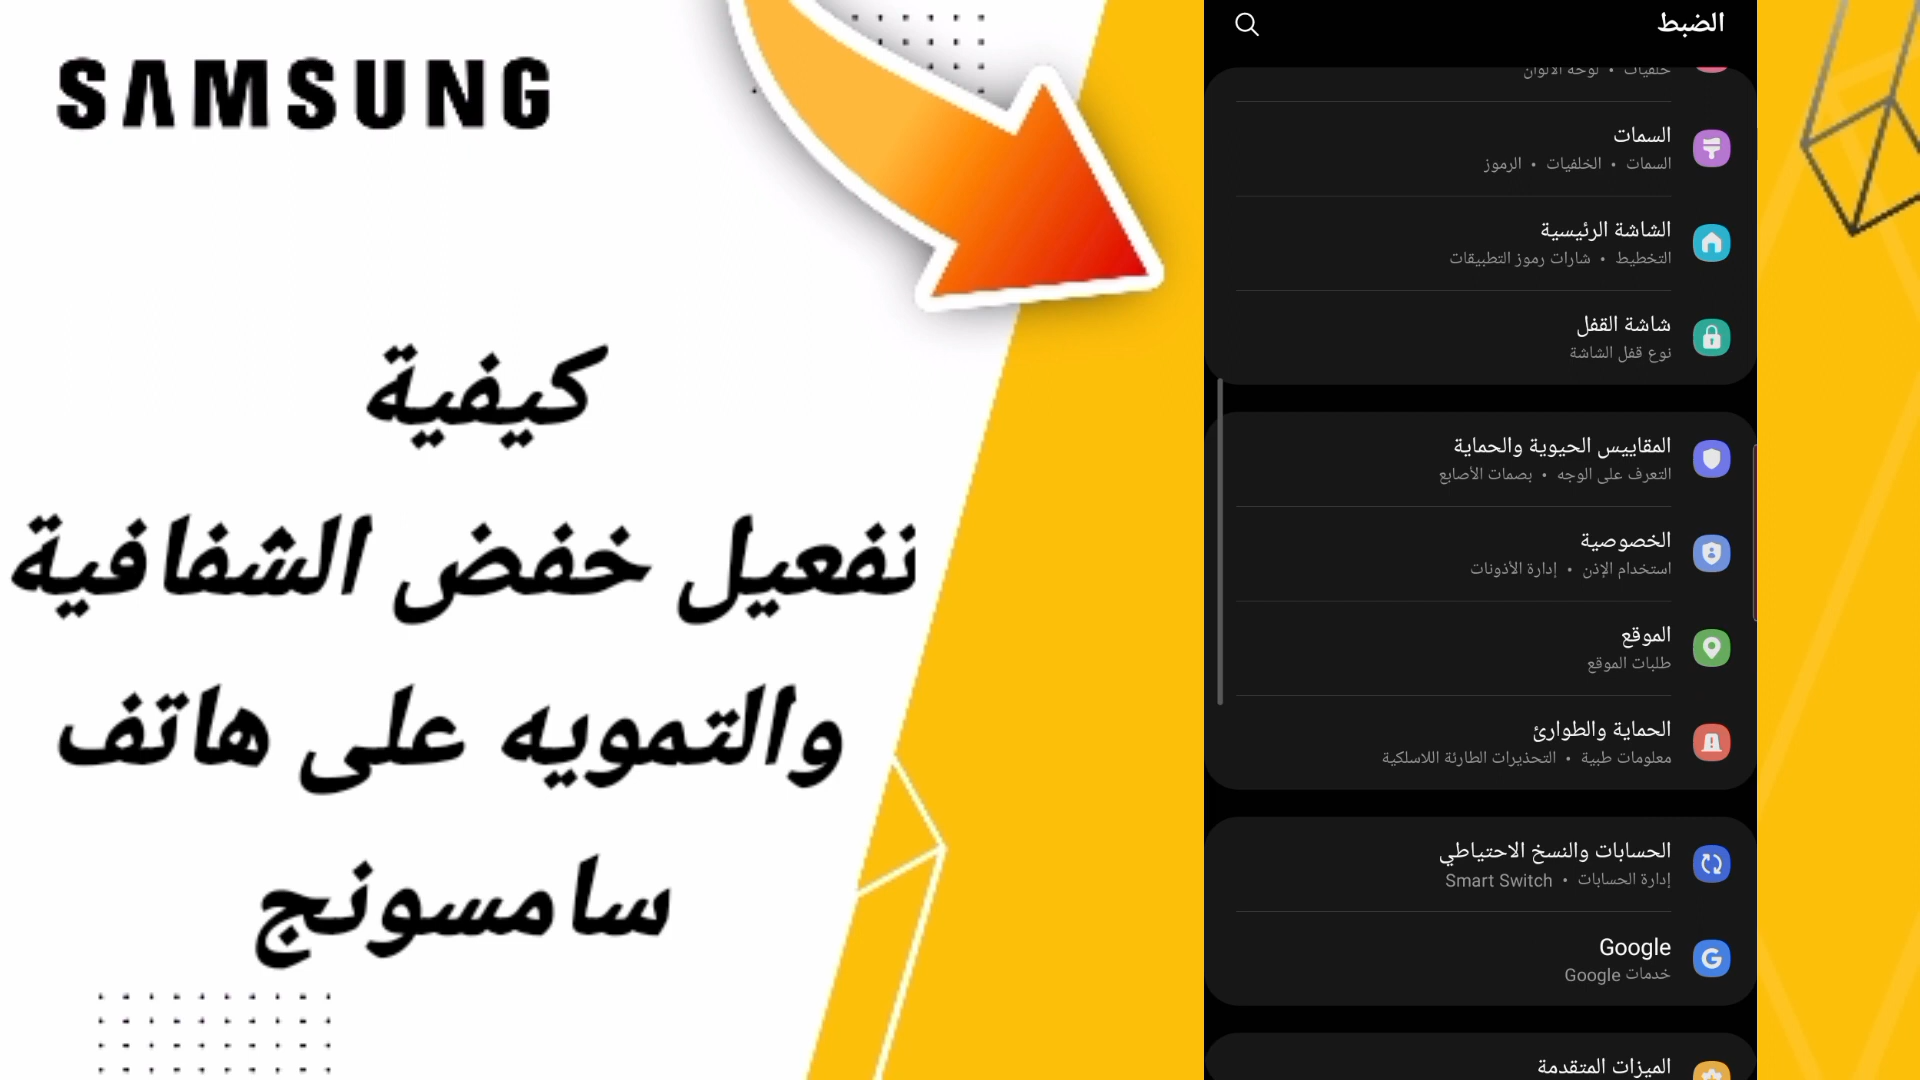 SAMSUNG
كيفية
تفعيل خفض الشفافية
والتمويه على هاتف
سامسونج
الضبط
خلفيات • لوحة الألوان
السمات
السمات • الخلفيات • الرموز
الشاشة الرئيسية
التخطيط • شارات رموز التطبيقات
شاشة القفل
نوع قفل الشاشة
المقاييس الحيوية والحماية
التعرف على الوجه • بصمات الأصابع
الخصوصية
استخدام الإذن • إدارة الأذونات
الموقع
طلبات الموقع
الحماية والطوارئ
معلومات طبية • التحذيرات الطارئة اللاسلكية
الحسابات والنسخ الاحتياطي
إدارة الحسابات • Smart Switch
Google
خدمات Google
الميزات المتقدمة